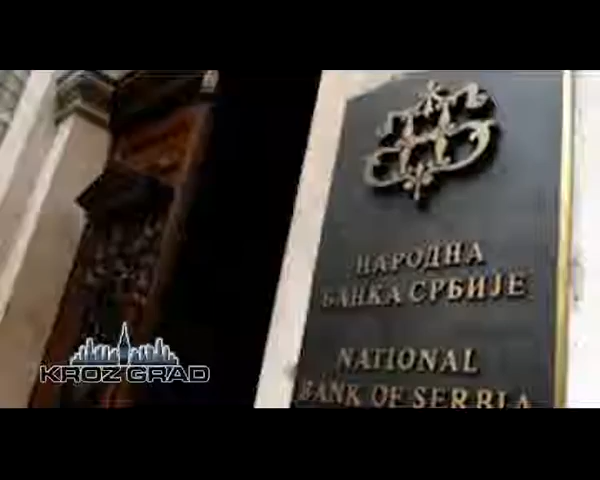 НАРОДНА
БАНКА СРБИЈЕ
NATIONAL
BANK OF SERBIA
KROZ GRAD